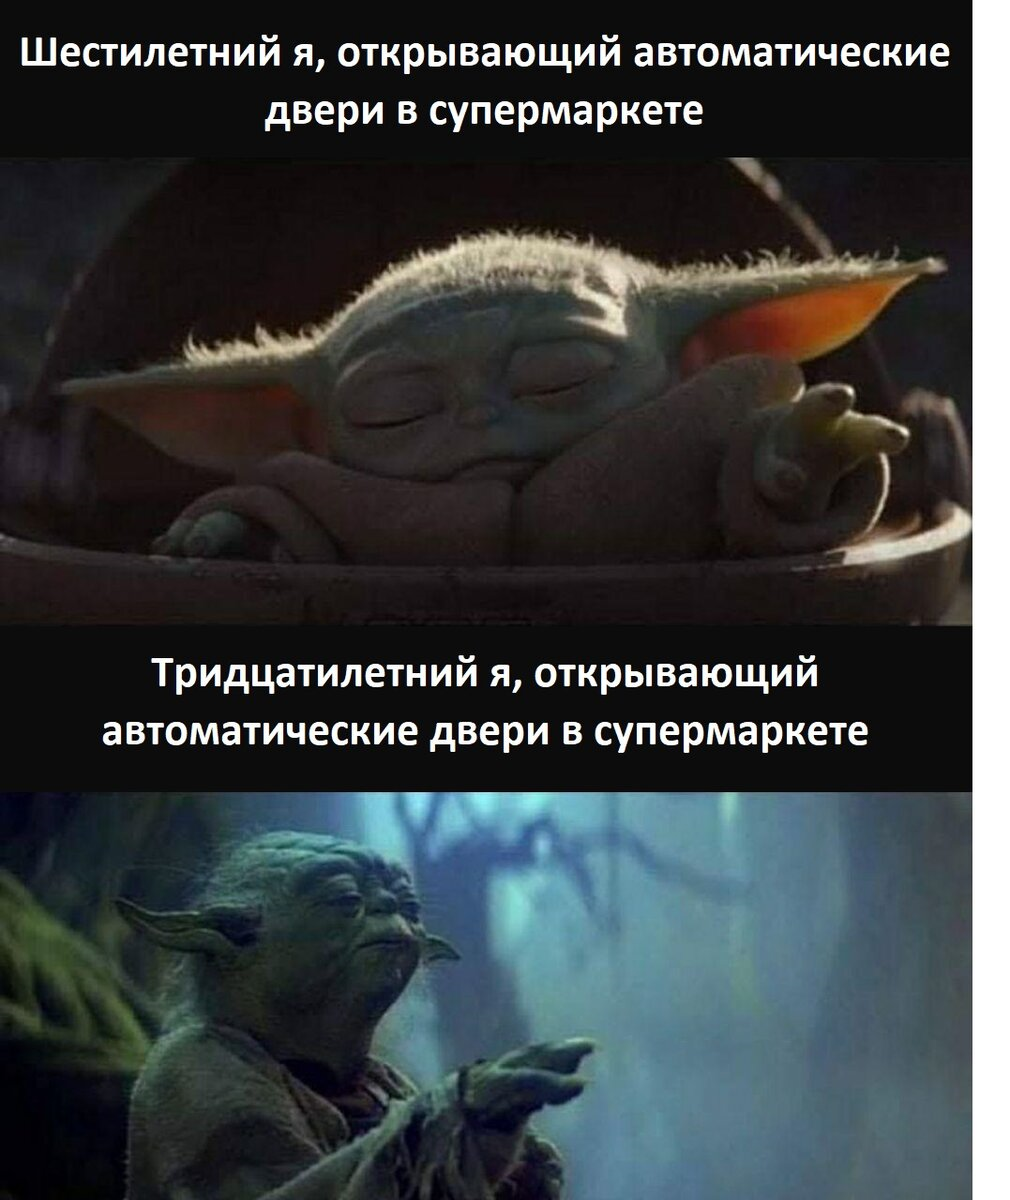 Шестилетний я, открывающий автоматические
двери в супермаркете
Тридцатилетний я, открывающий
автоматические двери в супермаркете